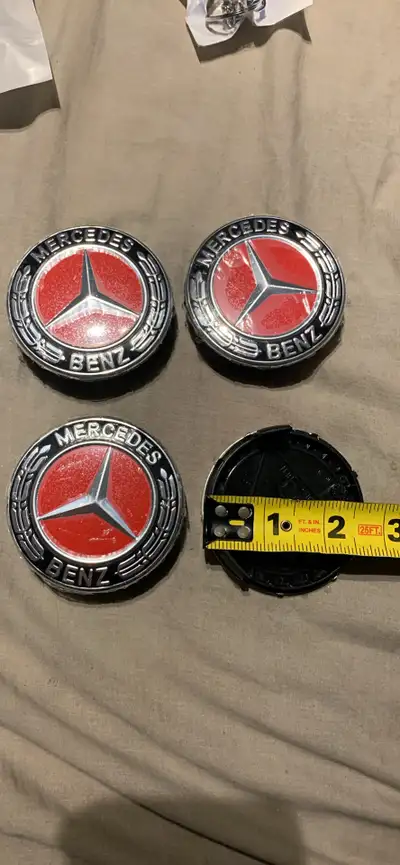 MERCEDES
BENZ
MERCEDES
BENZ
MERCEDES
BENZ
1 FT. & IN. INCHES 2 25FT. 3